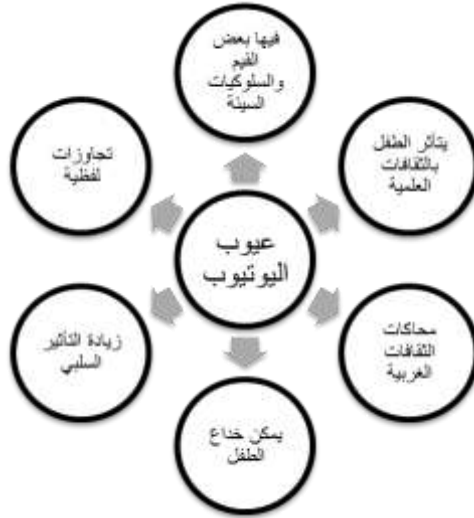 عيوب
اليوتيوب
فيها بعض
القيم
والسلوكيات
السيئة
يتأثر الطفل
بالثقافات
العلمية
محاكات
الثقافات
الغربية
يمكن خداع
الطفل
زيادة التأثير
السلبي
تجاوزات
لفظية